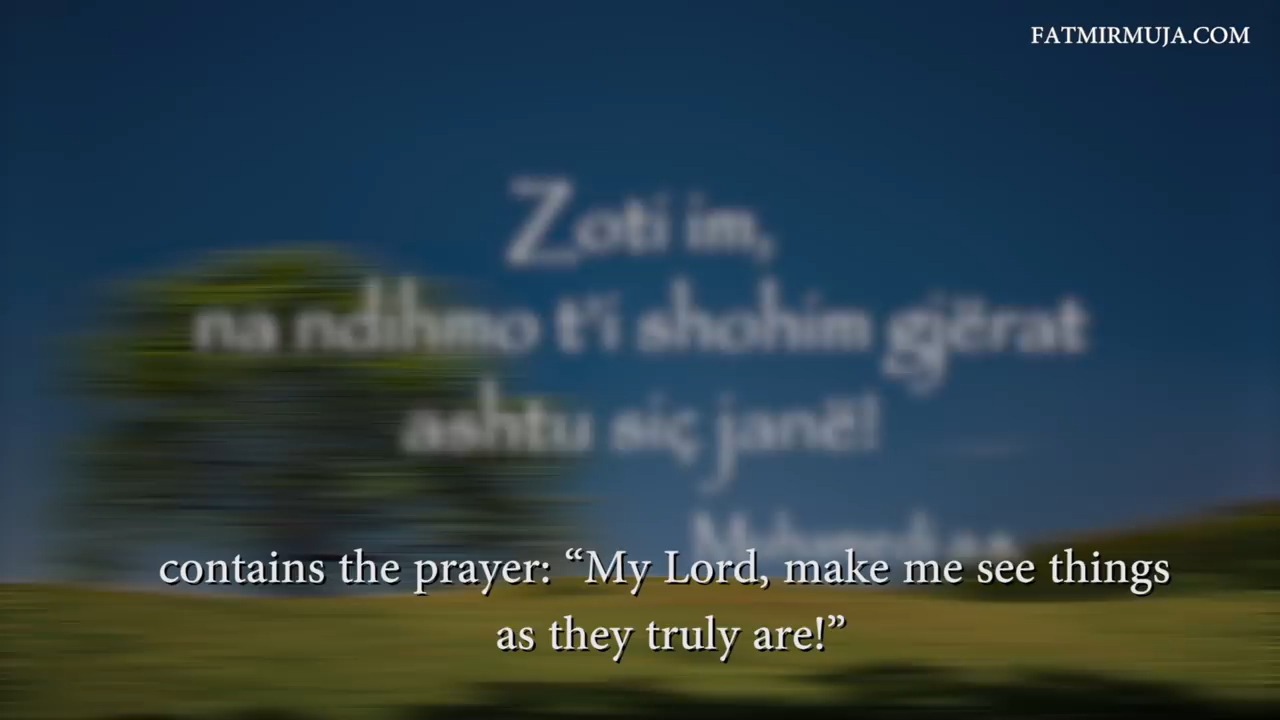 FATMIRMUJA.COM
Zoti im,
na ndihmo t'i shohim gjërat
ashtu siç janë!
contains the prayer: “My Lord, make me see things
as they truly are!”